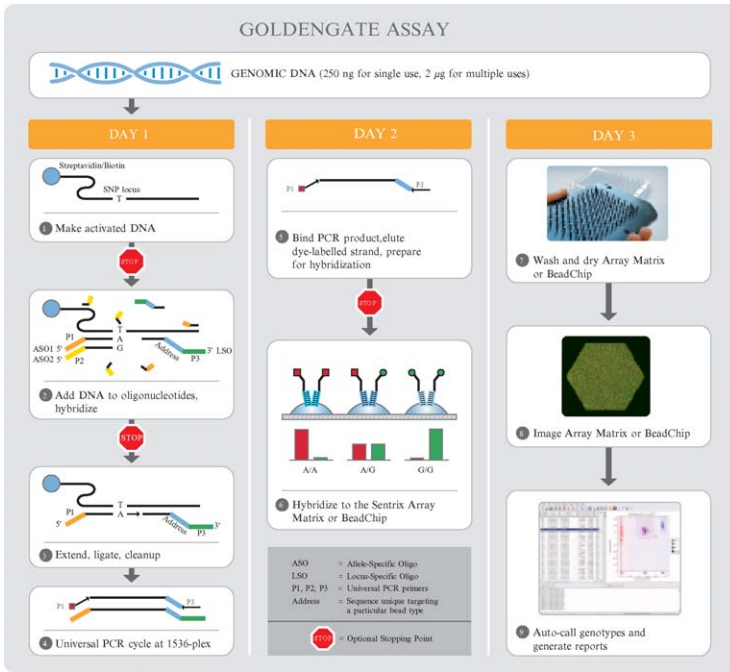 GOLDENGATE ASSAY
GENOMIC DNA (250 ng for single use, 2 μg for multiple uses)
DAY 1
Streptavidin/Biotin
SNP locus
T
1 Make activated DNA
STOP
T
P1
A
ASO1 5'
G
ASO2 5'
P2
Address
P3
3' LSO
2 Add DNA to oligonucleotides,
hybridize
STOP
T
P1
A
5'
Address
P3
3'
3 Extend, ligate, cleanup
P1
P2
4 Universal PCR cycle at 1536-plex
DAY 2
P1
P2
5 Bind PCR product,elute
dye-labelled strand, prepare
for hybridization
STOP
A/A
A/G
G/G
6 Hybridize to the Sentrix Array
Matrix or BeadChip
ASO = Allele-Specific Oligo
LSO = Locus-Specific Oligo
P1, P2, P3 = Universal PCR primers
Address = Sequence unique targeting
a particular bead type
STOP = Optional Stopping Point
DAY 3
7 Wash and dry Array Matrix
or BeadChip
8 Image Array Matrix or BeadChip
9 Auto-call genotypes and
generate reports